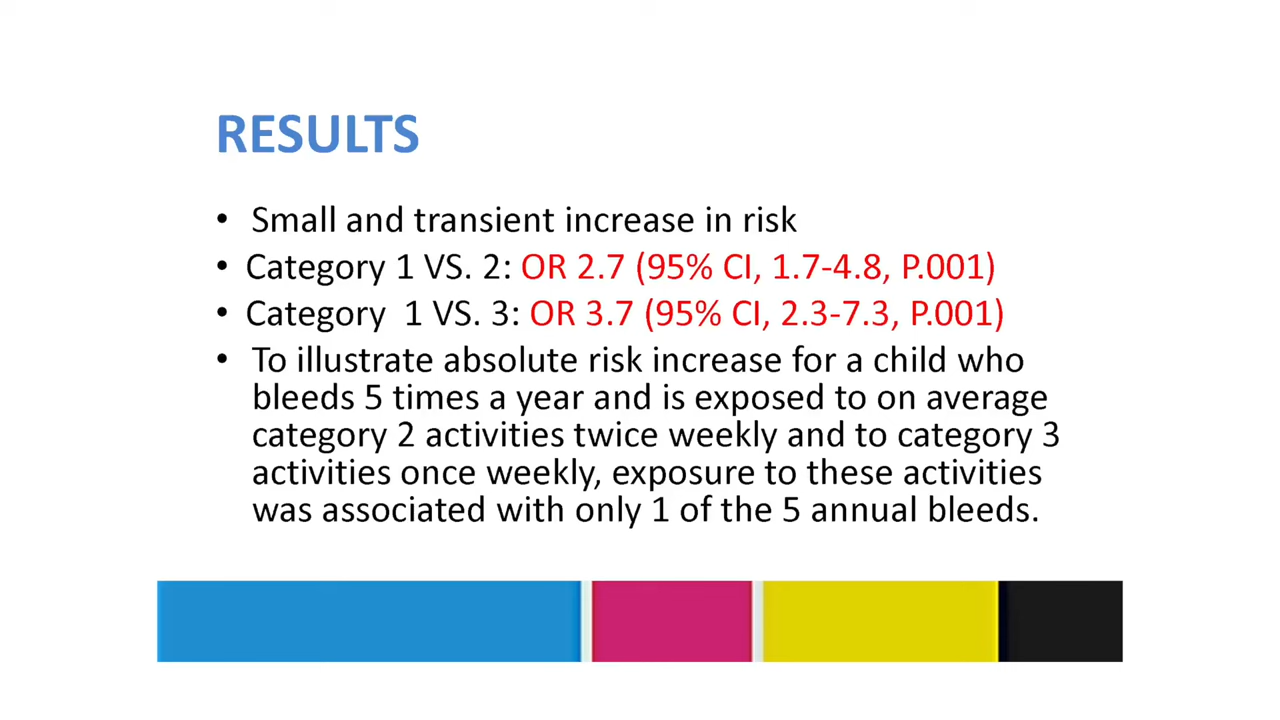 RESULTS
• Small and transient increase in risk
• Category 1 VS. 2: OR 2.7 (95% CI, 1.7-4.8, P.001)
• Category  1 VS. 3: OR 3.7 (95% CI, 2.3-7.3, P.001)
• To illustrate absolute risk increase for a child who
bleeds 5 times a year and is exposed to on average
category 2 activities twice weekly and to category 3
activities once weekly, exposure to these activities
was associated with only 1 of the 5 annual bleeds.